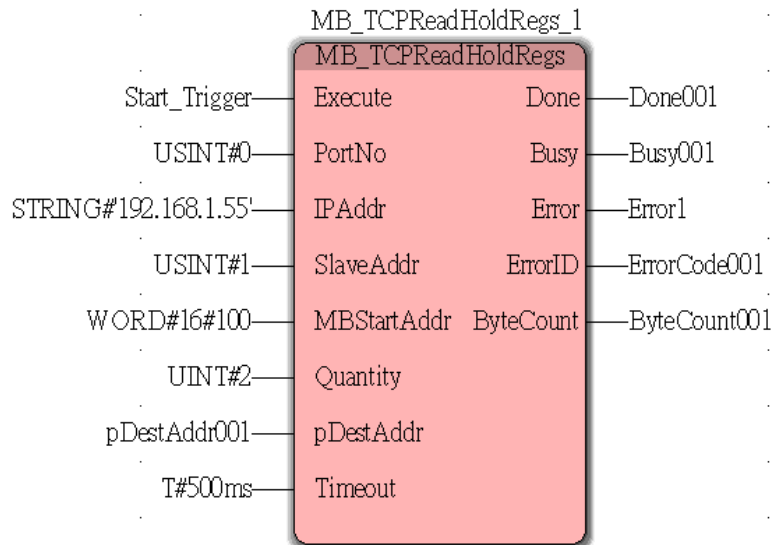 MB_TCPReadHoldRegs_1
MB_TCPReadHoldRegs
Start_Trigger Execute Done Done001
USINT#0 PortNo Busy Busy001
STRING#'192.168.1.55' IPAddr Error Error1
USINT#1 SlaveAddr ErrorID ErrorCode001
WORD#16#100 MBStartAddr ByteCount ByteCount001
UINT#2 Quantity
pDestAddr001 pDestAddr
T#500ms Timeout